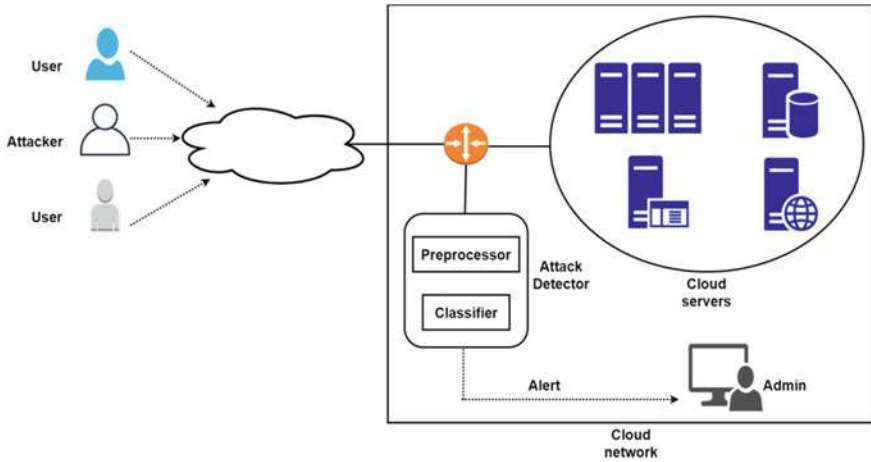 User
Attacker
User
Preprocessor
Classifier
Attack
Detector
Cloud
servers
Alert
Admin
Cloud
network